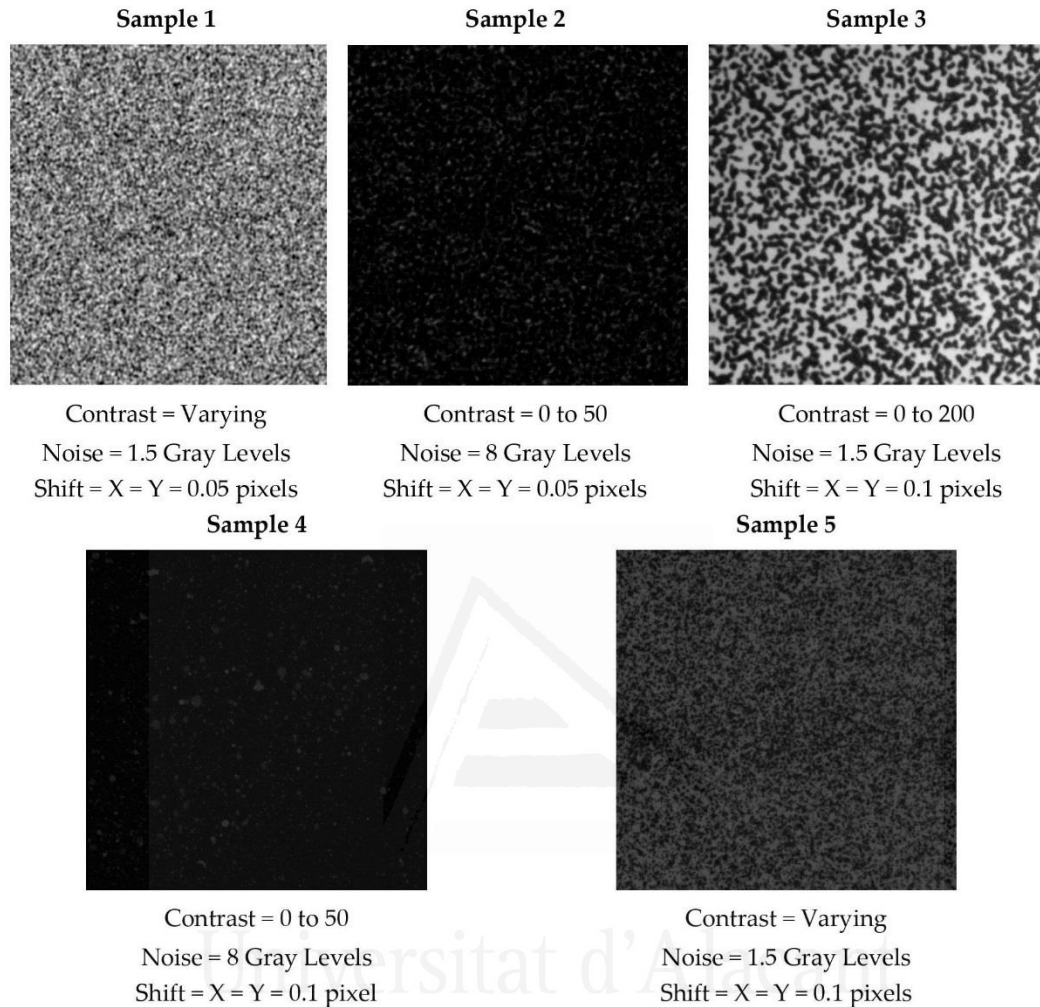 Sample 1
Sample 2
Sample 3
Contrast = Varying
Noise = 1.5 Gray Levels
Shift = X = Y = 0.05 pixels
Contrast = 0 to 50
Noise = 8 Gray Levels
Shift = X = Y = 0.05 pixels
Contrast = 0 to 200
Noise = 1.5 Gray Levels
Shift = X = Y = 0.1 pixels
Sample 4
Sample 5
Contrast = 0 to 50
Noise = 8 Gray Levels
Shift = X = Y = 0.1 pixel
Contrast = Varying
Noise = 1.5 Gray Levels
Shift = X = Y = 0.1 pixels
Universitat d'Alacant